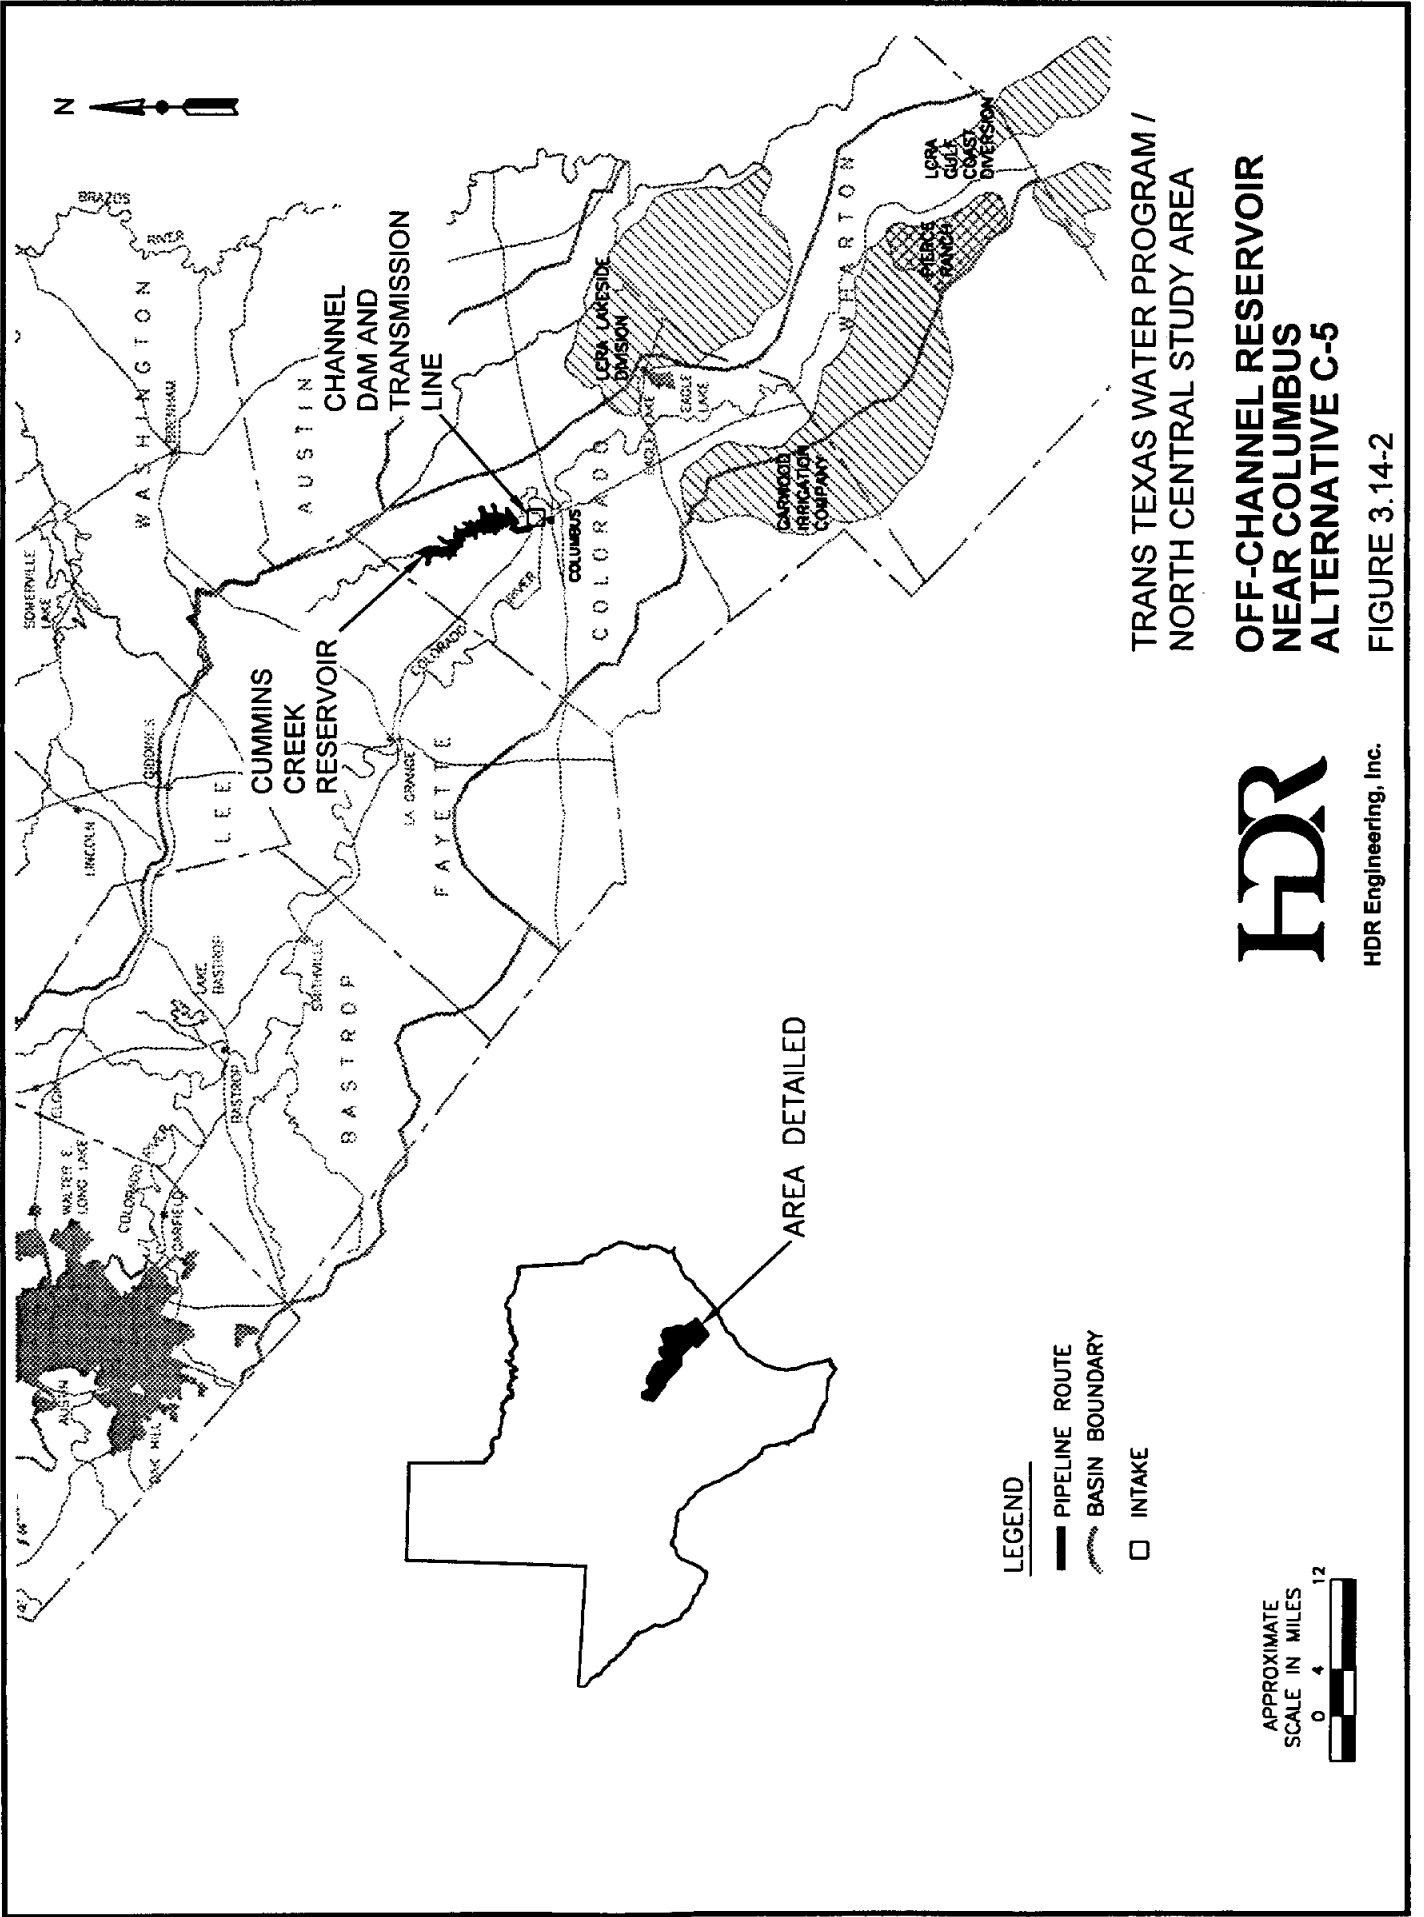 N
BRAZOS
RIVER
WASHINGTON
BRENHAM
SOMERVILLE
LAKE
AUSTIN
CHANNEL
DAM AND
TRANSMISSION
LINE
CUMMINS
CREEK
RESERVOIR
GIDDINGS
LINCOLN
LEE
LA GRANGE
FAYETTE
COLORADO
RIVER
COLUMBUS
COLORADO
LCRA LAKESIDE
DIVISION
EAGLE
LAKE
EAGLE
LAKE
GARWOOD
IRRIGATION
COMPANY
WHARTON
PIERCE
RANCH
LCRA
GULF
COAST
DIVERSION
LAKE
BASTROP
SMITHVILLE
BASTROP
BASTROP
ELGIN
WALTER E.
LONG LAKE
COLORADO RIVER
GARFIELD
AUSTIN
OAK HILL
AREA DETAILED
LEGEND
PIPELINE ROUTE
BASIN BOUNDARY
INTAKE
APPROXIMATE
SCALE IN MILES
0 4 12
TRANS TEXAS WATER PROGRAM /
NORTH CENTRAL STUDY AREA
OFF-CHANNEL RESERVOIR
NEAR COLUMBUS
ALTERNATIVE C-5
FIGURE 3.14-2
HDR
HDR Engineering, Inc.